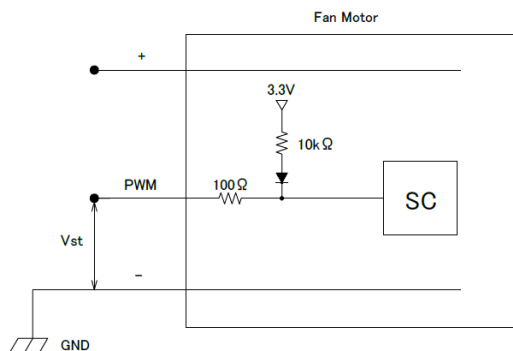 Fan Motor
+
3.3V
10kΩ
PWM
100Ω
SC
Vst
-
GND